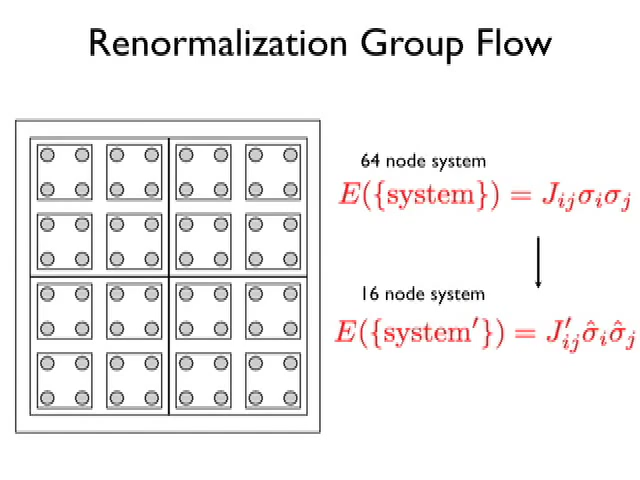 Renormalization Group Flow
64 node system
E({system}) = J_{ij}σ_iσ_j
16 node system
E({system′}) = J′_{ij}σ̂_iσ̂_j